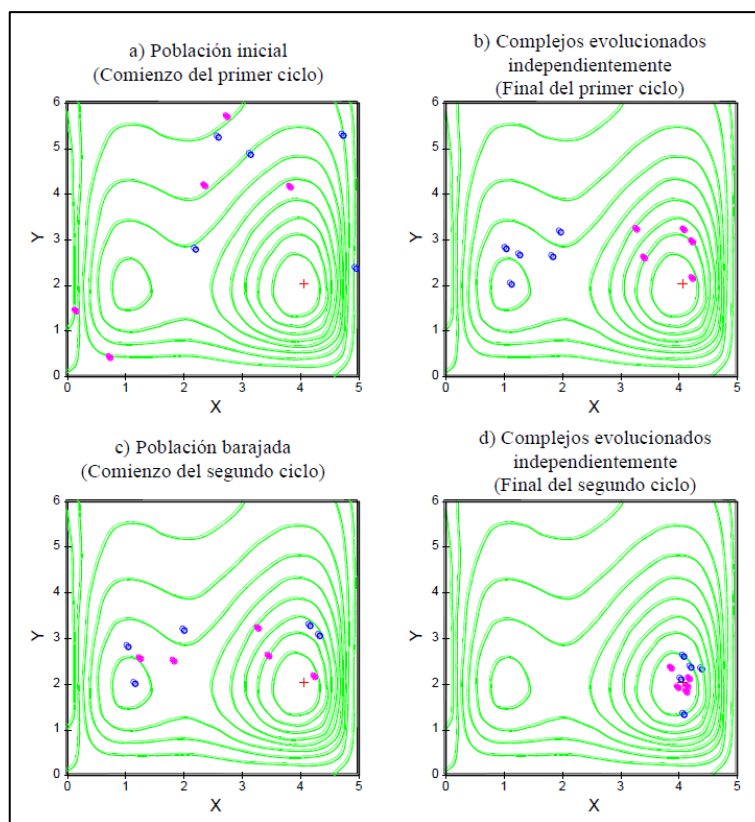 a) Población inicial
(Comienzo del primer ciclo)
6
5
4
3
2
1
0
Y
0 1 2 3 4 5
X
b) Complejos evolucionados
independientemente
(Final del primer ciclo)
6
5
4
3
2
1
0
Y
0 1 2 3 4 5
X
c) Población barajada
(Comienzo del segundo ciclo)
6
5
4
3
2
1
0
Y
0 1 2 3 4 5
X
d) Complejos evolucionados
independientemente
(Final del segundo ciclo)
6
5
4
3
2
1
0
Y
0 1 2 3 4 5
X